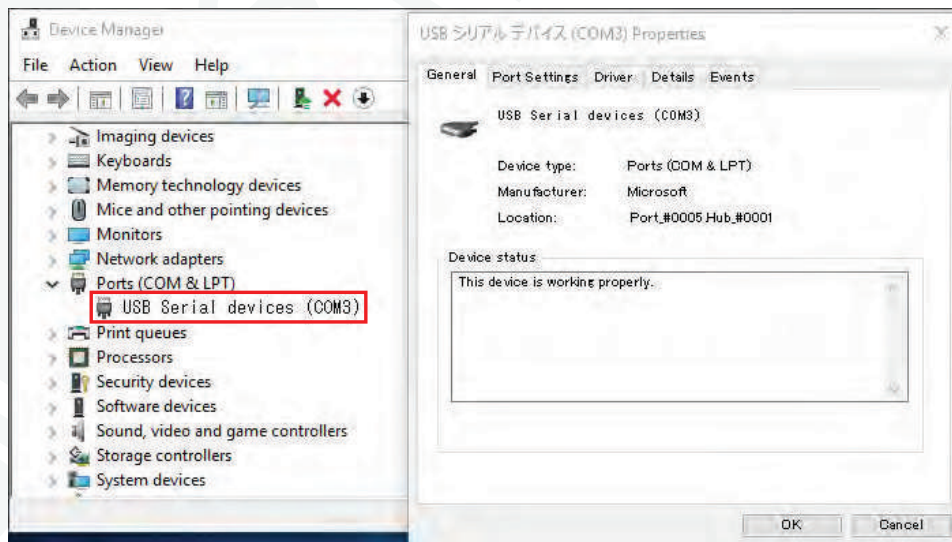 Device Manager
File Action View Help
Imaging devices
Keyboards
Memory technology devices
Mice and other pointing devices
Monitors
Network adapters
Ports (COM & LPT)
USB Serial devices (COM3)
Print queues
Processors
Security devices
Software devices
Sound, video and game controllers
Storage controllers
System devices
USB シリアル デバイス (COM3) Properties
General Port Settings Driver Details Events
USB Serial devices (COM3)
Device type: Ports (COM & LPT)
Manufacturer: Microsoft
Location: Port_#0005.Hub_#0001
Device status
This device is working properly.
OK Cancel